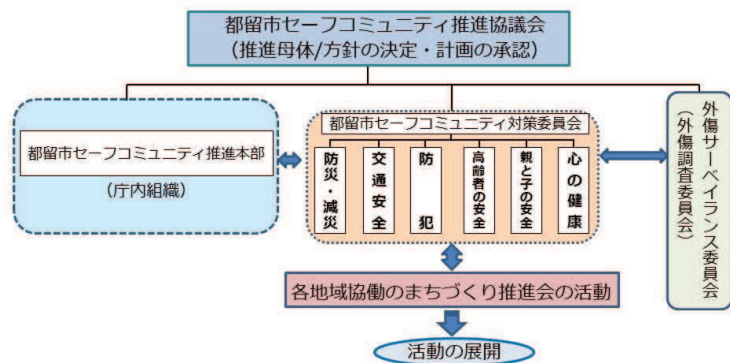 都留市セーフコミュニティ推進協議会
（推進母体/方針の決定・計画の承認）
都留市セーフコミュニティ推進本部
（庁内組織）
都留市セーフコミュニティ対策委員会
防災・減災
交通安全
防犯
高齢者の安全
親と子の安全
心の健康
外傷サーベイランス委員会
（外傷調査委員会）
各地域協働のまちづくり推進会の活動
活動の展開